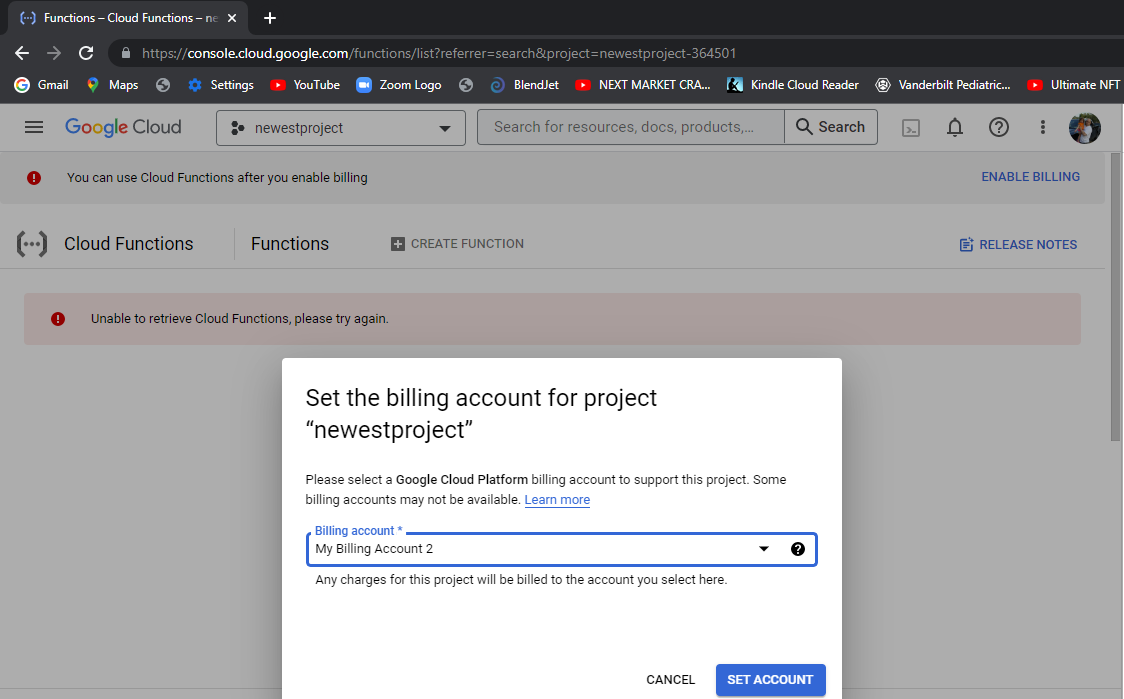 Functions – Cloud Functions – ne
https://console.cloud.google.com/functions/list?referrer=search&project=newestproject-364501
Gmail Maps Settings YouTube Zoom Logo BlendJet NEXT MARKET CRA... Kindle Cloud Reader Vanderbilt Pediatric... Ultimate NFT
Google Cloud newestproject Search for resources, docs, products,... Search
You can use Cloud Functions after you enable billing ENABLE BILLING
Cloud Functions Functions CREATE FUNCTION RELEASE NOTES
Unable to retrieve Cloud Functions, please try again.
Set the billing account for project
“newestproject”
Please select a Google Cloud Platform billing account to support this project. Some
billing accounts may not be available. Learn more
Billing account *
My Billing Account 2
Any charges for this project will be billed to the account you select here.
CANCEL SET ACCOUNT